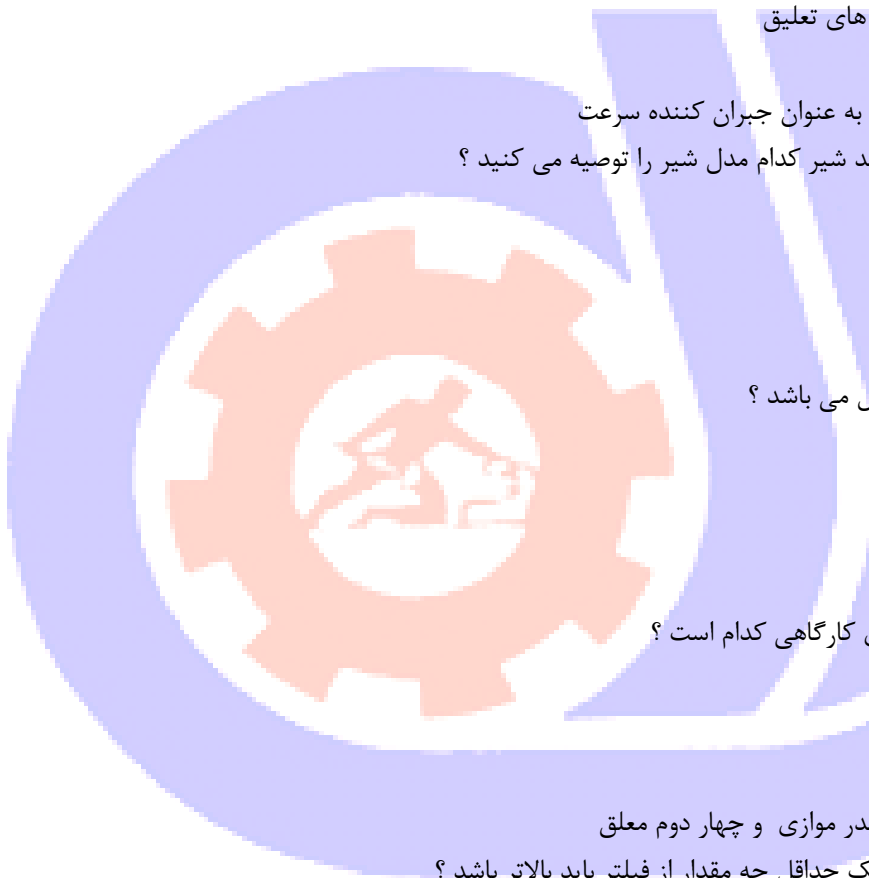 های تعلیق
به عنوان جبران کننده سرعت
شیر کدام مدل شیر را توصیه می کنید ؟
می باشد ؟
کارگاهی کدام است ؟
موازی و چهار دوم معلق
حداقل چه مقدار از فیلتر باید بالاتر باشد ؟